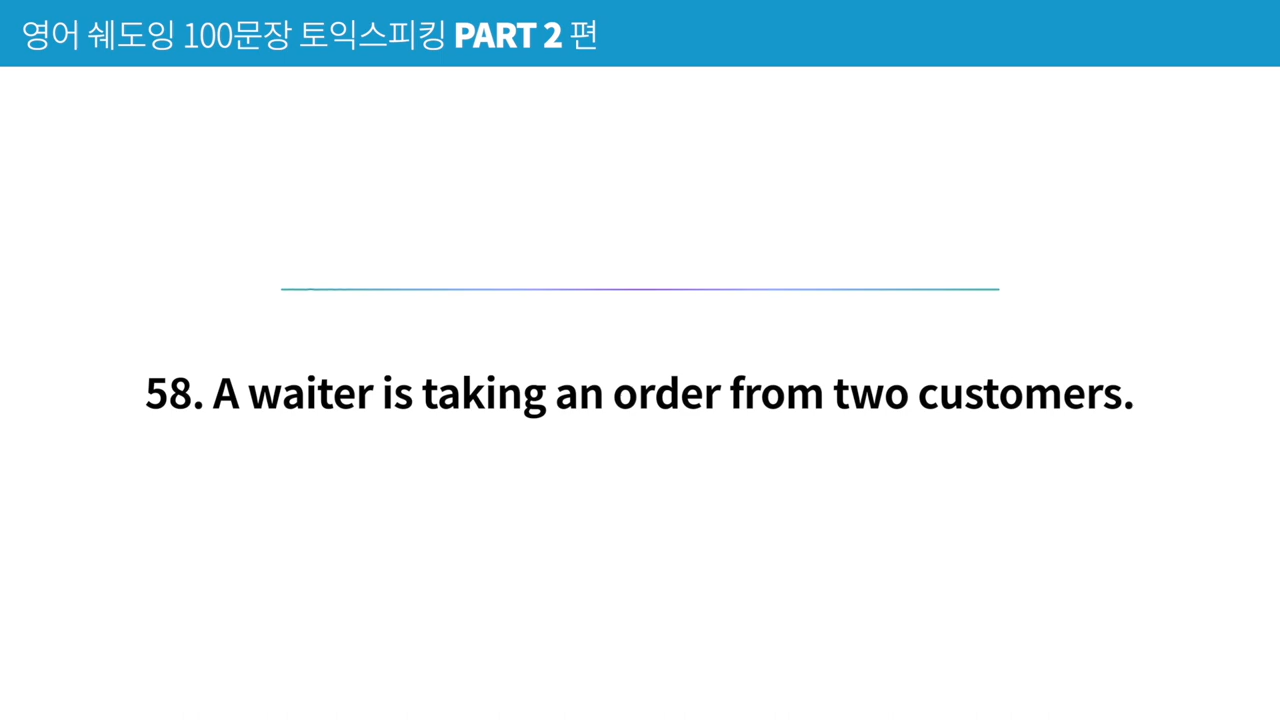 영어 쉐도잉 100문장 토익스피킹 PART 2 편
58. A waiter is taking an order from two customers.